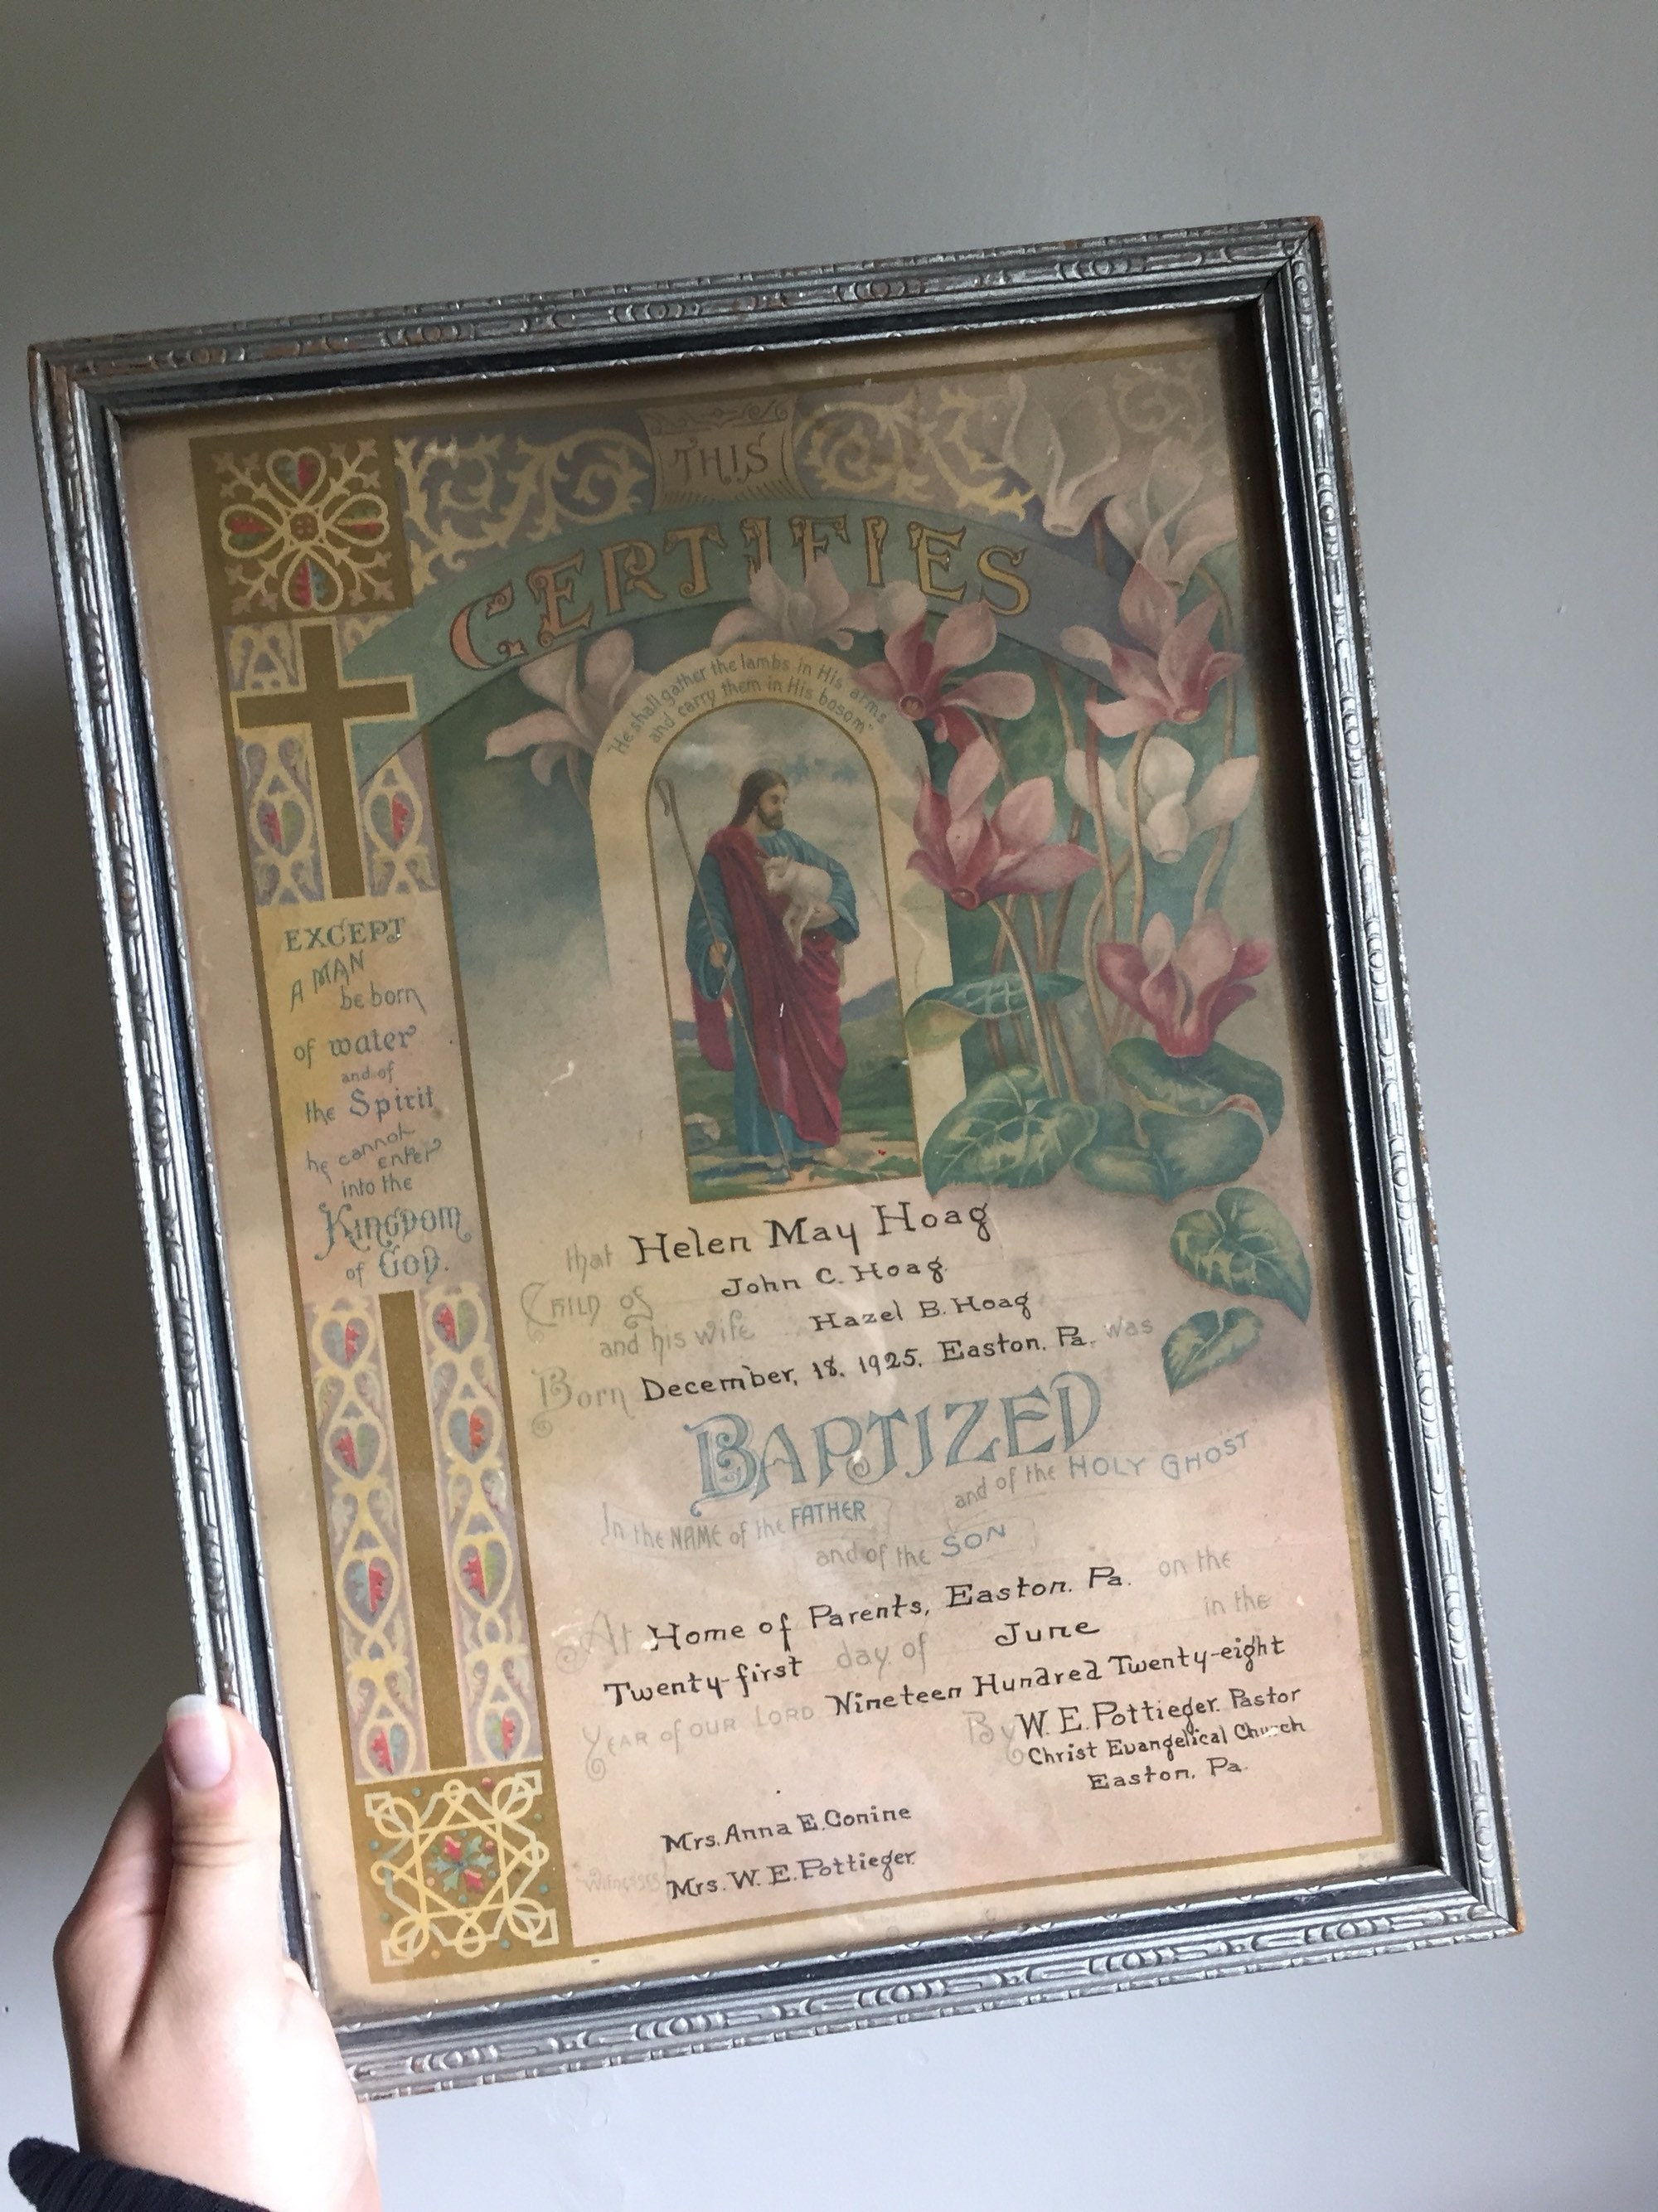 THIS
CERTIFIES
"He shall gather the lambs in His arms
and carry them in His bosom"
EXCEPT
A MAN
be born
of water
and of
the Spirit
he cannot
enter
into the
KINGDOM
of GOD.
that Helen May Hoag
CHILD of John C. Hoag.
and his wife Hazel B. Hoag
Born December, 18, 1925, Easton, Pa. was
BAPTIZED
In the NAME of the FATHER
and of the SON
and of the HOLY GHOST
At Home of Parents, Easton. Pa. on the
Twenty-first day of June in the
YEAR of OUR LORD Nineteen Hundred Twenty-eight
By W. E. Pottieger. Pastor
Christ Evangelical Church
Easton, Pa.
Mrs. Anna E. Conine
Witnesses Mrs. W. E. Pottieger.